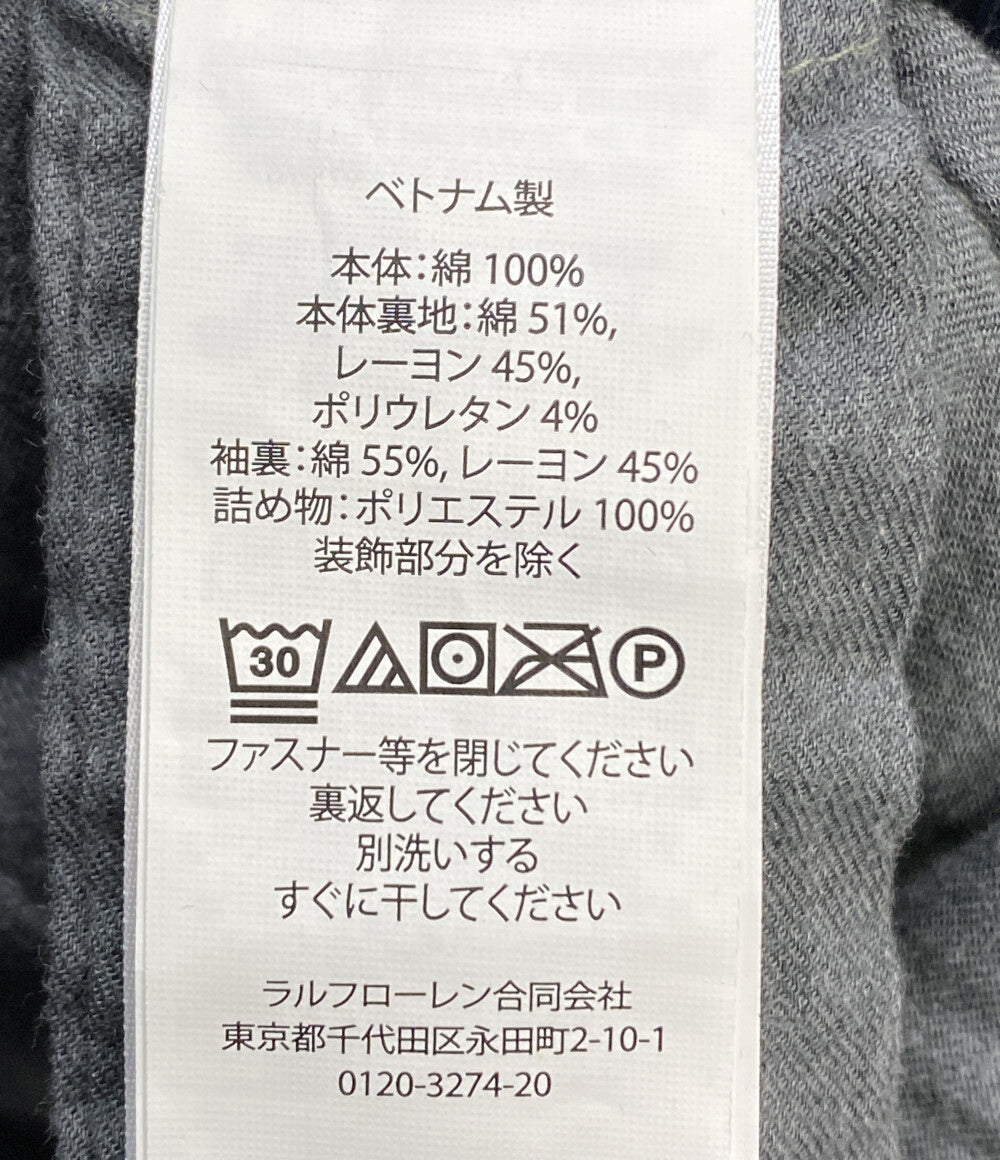 ベトナム製
本体：綿 100%
本体裏地：綿 51%,
レーヨン 45%,
ポリウレタン 4%
袖裏：綿 55%, レーヨン 45%
詰め物：ポリエステル 100%
装飾部分を除く
30 P
ファスナー等を閉じてください
裏返してください
別洗いする
すぐに干してください
ラルフローレン合同会社
東京都千代田区永田町2-10-1
0120-3274-20